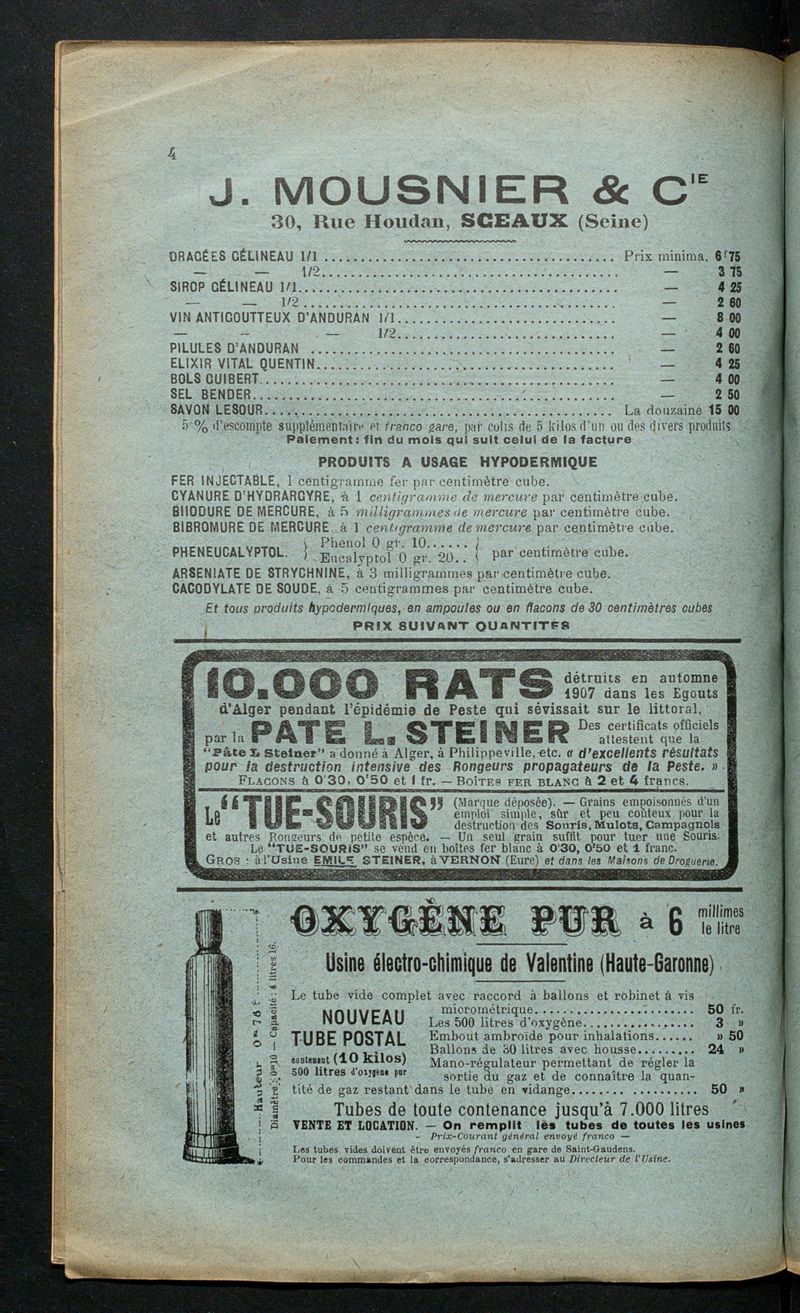 4
J. MOUSNIER & C^IE
30, Rue Houdan, SCEAUX (Seine)
DRAGÉES GÉLINEAU 1/1 ........ Prix minima. 6f75
— — 1/2 ........ — 3 75
SIROP GÉLINEAU 1/1 ........ — 4 25
— — 1/2 ........ — 2 60
VIN ANTIGOUTTEUX D'ANDURAN 1/1 ........ — 8 00
— — — 1/2 ........ — 4 00
PILULES D'ANDURAN ........ — 2 60
ELIXIR VITAL QUENTIN ........ — 4 25
BOLS GUIBERT ........ — 4 00
SEL BENDER ........ — 2 50
SAVON LESOUR ........ La douzaine 15 00
5 % d'escompte supplémentaire et franco gare, par colis de 5 kilos d'un ou des divers produits
Paiement : fin du mois qui suit celui de la facture
PRODUITS A USAGE HYPODERMIQUE
FER INJECTABLE, 1 centigramme fer par centimètre cube.
CYANURE D'HYDRARGYRE, à 1 centigramme de mercure par centimètre cube.
BIIODURE DE MERCURE, à 5 milligrammes de mercure par centimètre cube.
BIBROMURE DE MERCURE à 1 centigramme de mercure par centimètre cube.
PHENEUCALYPTOL. { Phenol 0 gr. 10...... Eucalyptol 0 gr. 20.. } par centimètre cube.
ARSENIATE DE STRYCHNINE, à 3 milligrammes par centimètre cube.
CACODYLATE DE SOUDE, à 5 centigrammes par centimètre cube.
Et tous produits hypodermiques, en ampoules ou en flacons de 30 centimètres cubes
PRIX SUIVANT QUANTITES
10.000 RATS détruits en automne
1907 dans les Egouts
d'Alger pendant l'épidémie de Peste qui sévissait sur le littoral,
par la PATE L. STEINER Des certificats officiels
attestent que la
"Pâte L. Steiner" a donné à Alger, à Philippeville, etc. « d'excellents résultats
pour la destruction intensive des Rongeurs propagateurs de la Peste. »
FLACONS à 0'30, 0'50 et 1 fr. — BOÎTES FER BLANC à 2 et 4 francs.
Le "TUE-SOURIS" (Marque déposée). — Grains empoisonnés d'un
emploi simple, sûr et peu coûteux pour la
destruction des Souris, Mulots, Campagnols
et autres Rongeurs de petite espèce. — Un seul grain suffit pour tuer une Souris.
Le "TUE-SOURIS" se vend en boîtes fer blanc à 0'30, 0'50 et 1 franc.
GROS : à l'Usine EMILE STEINER, à VERNON (Eure) et dans les Maisons de Droguerie.
OXYGÈNE PUR à 6 millimes le litre
Usine électro-chimique de Valentine (Haute-Garonne)
Hauteur : 0m76
Diamètre : 0m10 — Capacité : 4 litres 16.
NOUVEAU
TUBE POSTAL
contenant (10 kilos)
500 litres d'oxygène pur
Le tube vide complet avec raccord à ballons et robinet à vis
micrométrique ........ 50 fr.
Les 500 litres d'oxygène ........ 3 »
Embout ambroïde pour inhalations ...... » 50
Ballons de 30 litres avec housse ........ 24 »
Mano-régulateur permettant de régler la
sortie du gaz et de connaître la quan-
tité de gaz restant dans le tube en vidange ........ 50 »
Tubes de toute contenance jusqu'à 7.000 litres
VENTE ET LOCATION. — On remplit les tubes de toutes les usines
— Prix-Courant général envoyé franco —
Les tubes vides doivent être envoyés franco en gare de Saint-Gaudens.
Pour les commandes et la correspondance, s'adresser au Directeur de l'Usine.